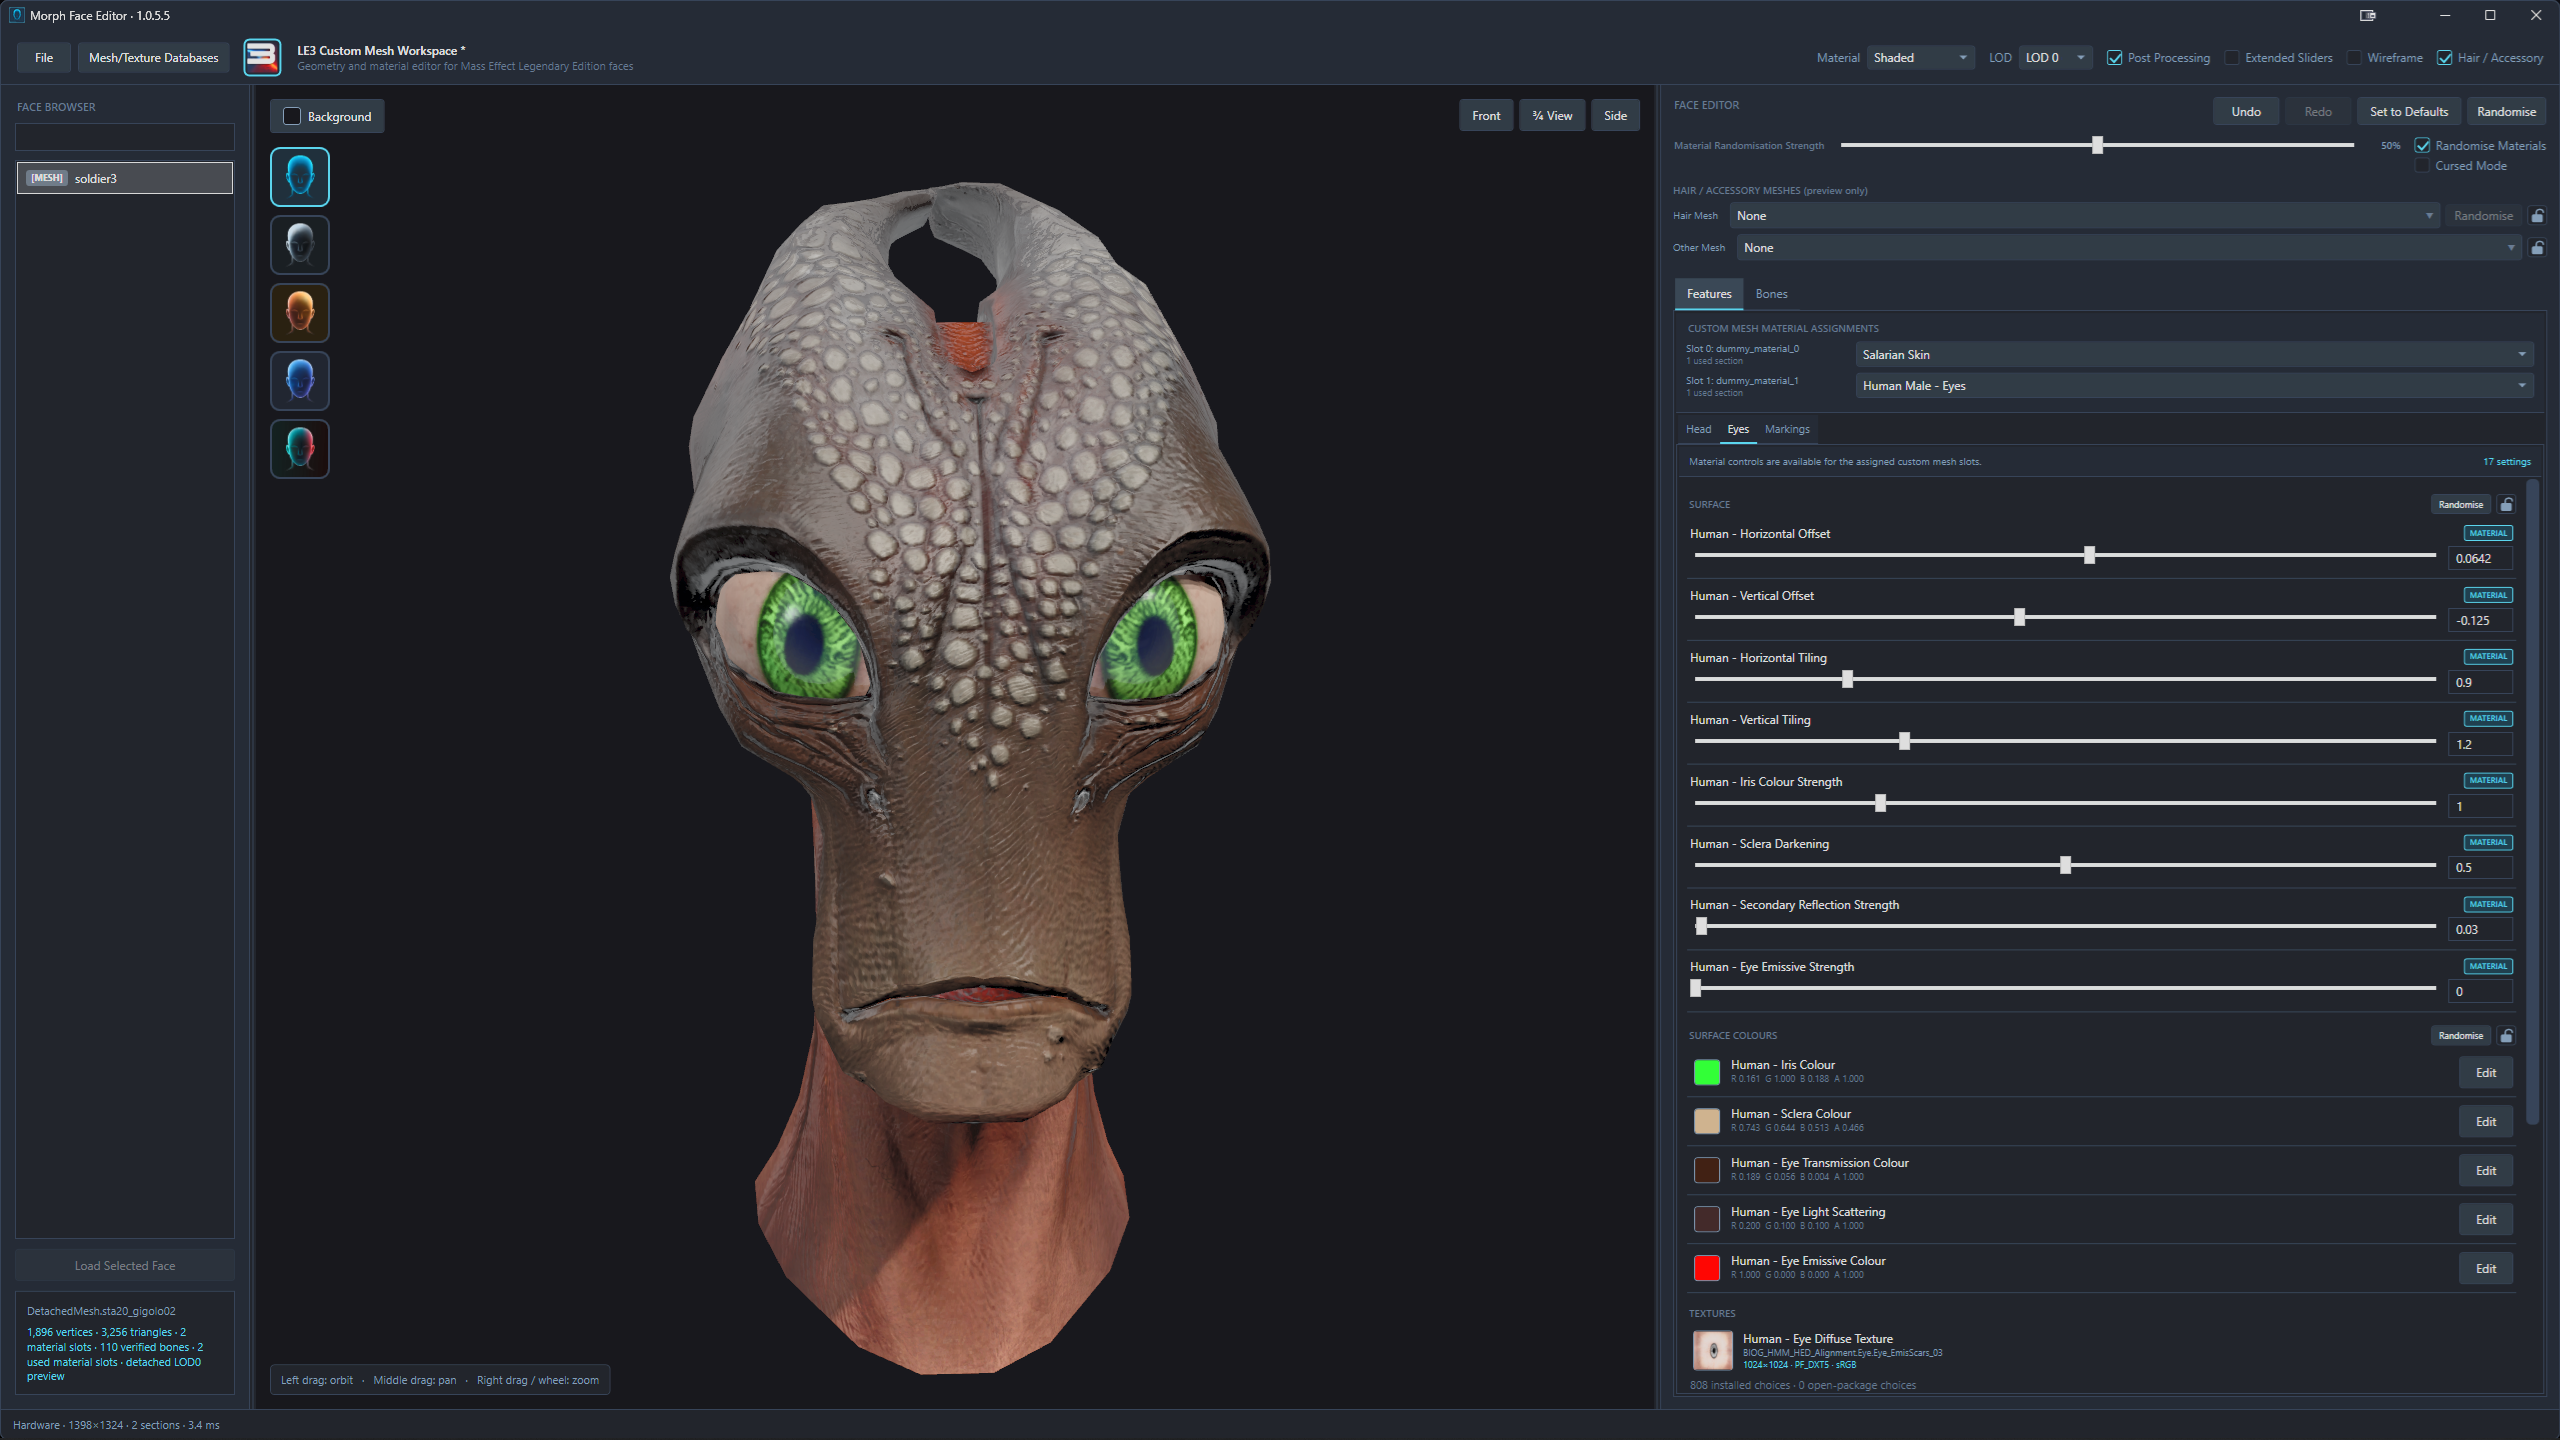 Morph Face Editor · 1.0.5.5
File
Mesh/Texture Databases
LE3 Custom Mesh Workspace *
Geometry and material editor for Mass Effect Legendary Edition faces
Material
Shaded
LOD
LOD 0
Post Processing
Extended Sliders
Wireframe
Hair / Accessory
FACE BROWSER
[MESH] soldier3
Load Selected Face
DetachedMesh.sta20_gigolo02
1,896 vertices · 3,256 triangles · 2
material slots · 110 verified bones · 2
used material slots · detached LOD0
preview
Background
Front
¾ View
Side
Left drag: orbit · Middle drag: pan · Right drag / wheel: zoom
FACE EDITOR
Undo
Redo
Set to Defaults
Randomise
Material Randomisation Strength
50%
Randomise Materials
Cursed Mode
HAIR / ACCESSORY MESHES (preview only)
Hair Mesh
None
Randomise
Other Mesh
None
Features
Bones
CUSTOM MESH MATERIAL ASSIGNMENTS
Slot 0: dummy_material_0
1 used section
Salarian Skin
Slot 1: dummy_material_1
1 used section
Human Male - Eyes
Head
Eyes
Markings
Material controls are available for the assigned custom mesh slots.
17 settings
SURFACE
Randomise
Human - Horizontal Offset
MATERIAL
0.0642
Human - Vertical Offset
MATERIAL
-0.125
Human - Horizontal Tiling
MATERIAL
0.9
Human - Vertical Tiling
MATERIAL
1.2
Human - Iris Colour Strength
MATERIAL
1
Human - Sclera Darkening
MATERIAL
0.5
Human - Secondary Reflection Strength
MATERIAL
0.03
Human - Eye Emissive Strength
MATERIAL
0
SURFACE COLOURS
Randomise
Human - Iris Colour
R 0.161 G 1.000 B 0.188 A 1.000
Edit
Human - Sclera Colour
R 0.743 G 0.644 B 0.513 A 0.466
Edit
Human - Eye Transmission Colour
R 0.189 G 0.056 B 0.004 A 1.000
Edit
Human - Eye Light Scattering
R 0.200 G 0.100 B 0.100 A 1.000
Edit
Human - Eye Emissive Colour
R 1.000 G 0.000 B 0.000 A 1.000
Edit
TEXTURES
Human - Eye Diffuse Texture
BIOG_HMM_HED_Alignment.Eye.Eye_EmisScars_03
1024×1024 · PF_DXT5 · sRGB
808 installed choices · 0 open-package choices
Hardware · 1398×1324 · 2 sections · 3.4 ms